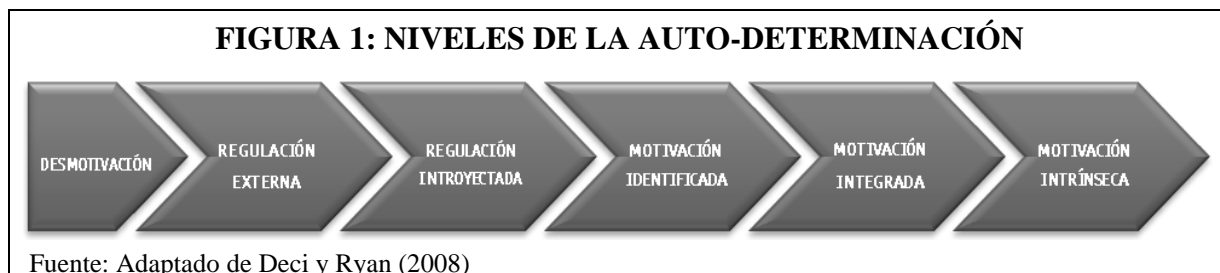 FIGURA 1: NIVELES DE LA AUTO-DETERMINACIÓN
DESMOTIVACIÓN
REGULACIÓN
EXTERNA
REGULACIÓN
INTROYECTADA
MOTIVACIÓN
IDENTIFICADA
MOTIVACIÓN
INTEGRADA
MOTIVACIÓN
INTRÍNSECA
Fuente: Adaptado de Deci y Ryan (2008)